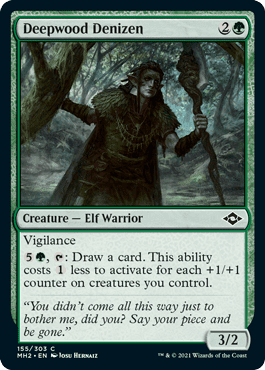 Deepwood Denizen 2
Creature — Elf Warrior
Vigilance
5 , : Draw a card. This ability
costs 1 less to activate for each +1/+1
counter on creatures you control.
“You didn’t come all this way just to
bother me, did you? Say your piece and
be gone.”
3/2
155/303 C
MH2 • EN Josu Hernaiz
™ & © 2021 Wizards of the Coast